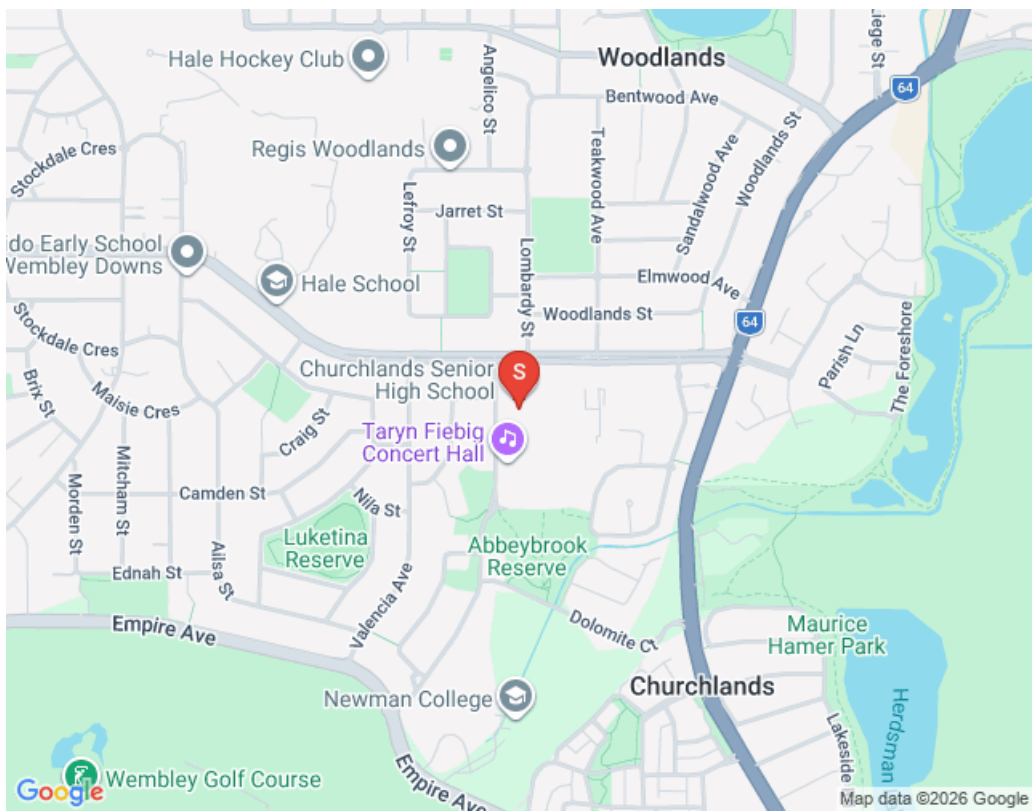 Woodlands
Hale Hockey Club
Angelico St
Liege St
64
Bentwood Ave
Regis Woodlands
Stockdale Cres
Lefroy St
Jarret St
Teakwood Ave
Sandalwood Ave
Woodlands St
ido Early School
Wembley Downs
Hale School
Lombardy St
Elmwood Ave
Woodlands St
64
Stockdale Cres
Parish Ln
The Foreshore
Churchlands Senior
High School
S
Brix St
Maisie Cres
Craig St
Taryn Fiebig
Concert Hall
Mitcham St
Morden St
Camden St
Nila St
Ailsa St
Luketina
Reserve
Abbeybrook
Reserve
Ednah St
Valencia Ave
Empire Ave
Dolomite Ct
Maurice
Hamer Park
Newman College
Churchlands
Herdsman
Lakeside
Empire Ave
Wembley Golf Course
Google
Map data ©2026 Google